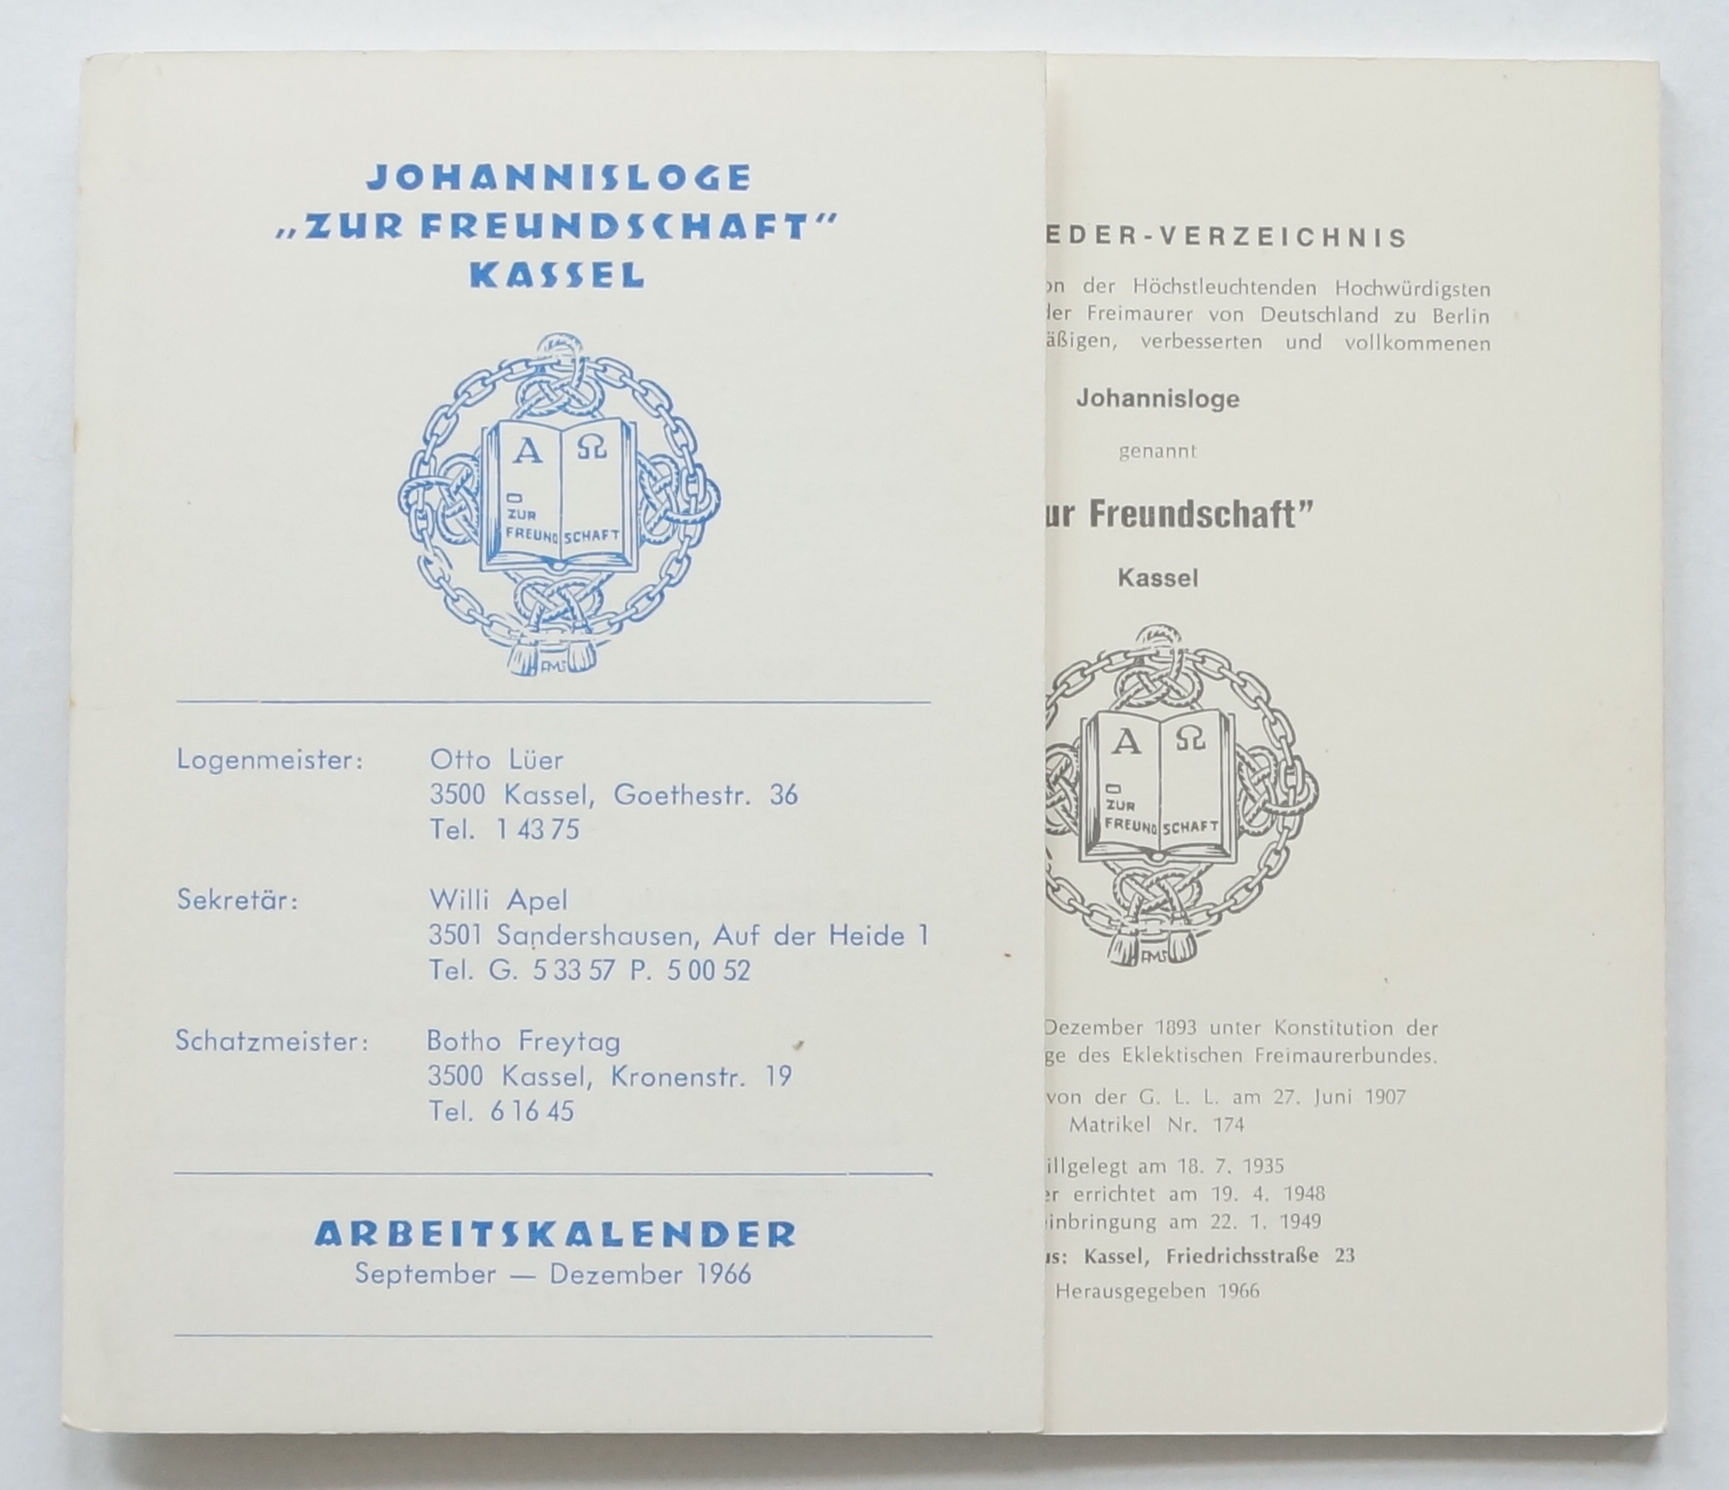 JOHANNISLOGE
„ZUR FREUNDSCHAFT“
KASSEL
A Ω
ZUR
FREUND SCHAFT
AMS
Logenmeister: Otto Lüer
3500 Kassel, Goethestr. 36
Tel. 1 43 75
Sekretär: Willi Apel
3501 Sandershausen, Auf der Heide 1
Tel. G. 5 33 57 P. 5 00 52
Schatzmeister: Botho Freytag
3500 Kassel, Kronenstr. 19
Tel. 6 16 45
ARBEITSKALENDER
September — Dezember 1966
EDER-VERZEICHNIS
on der Höchstleuchtenden Hochwürdigsten
der Freimaurer von Deutschland zu Berlin
äßigen, verbesserten und vollkommenen
Johannisloge
genannt
ur Freundschaft”
Kassel
A Ω
ZUR
FREUND SCHAFT
AMS
Dezember 1893 unter Konstitution der
ge des Eklektischen Freimaurerbundes.
von der G. L. L. am 27. Juni 1907
Matrikel Nr. 174
illgelegt am 18. 7. 1935
er errichtet am 19. 4. 1948
inbringung am 22. 1. 1949
us: Kassel, Friedrichsstraße 23
Herausgegeben 1966